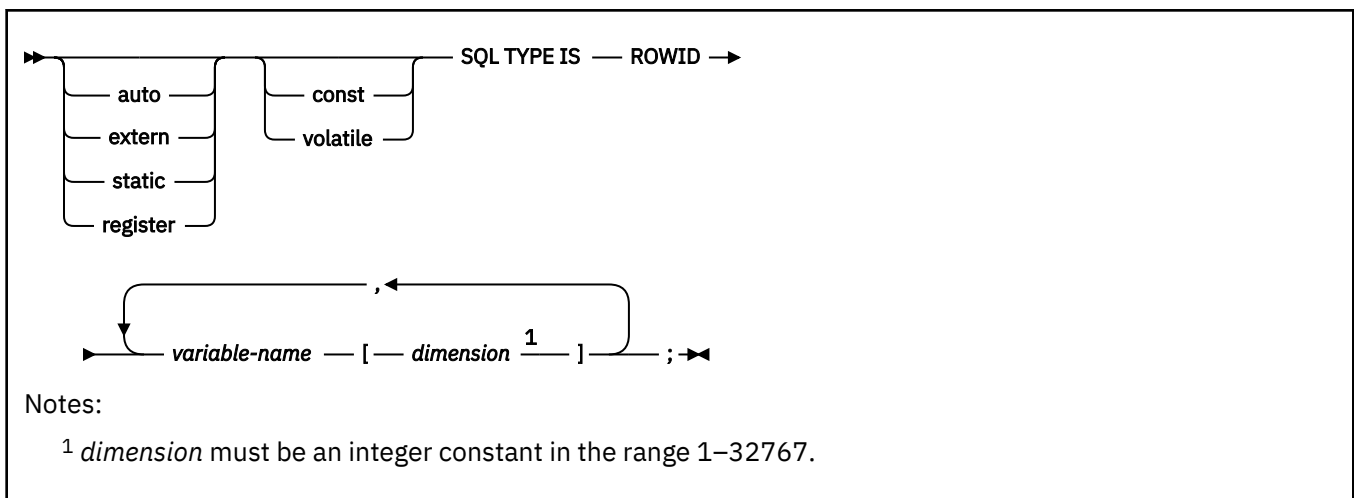 SQL TYPE IS ROWID
auto const
extern volatile
static
register
,
variable-name [ dimension 1 ] ;
Notes:
1 dimension must be an integer constant in the range 1–32767.